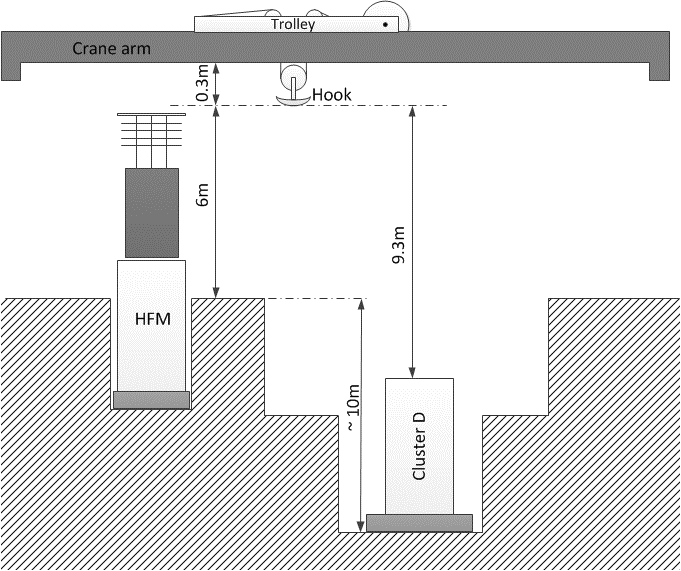 Trolley
Crane arm
0.3m
Hook
6m
9.3m
HFM
~ 10m
Cluster D